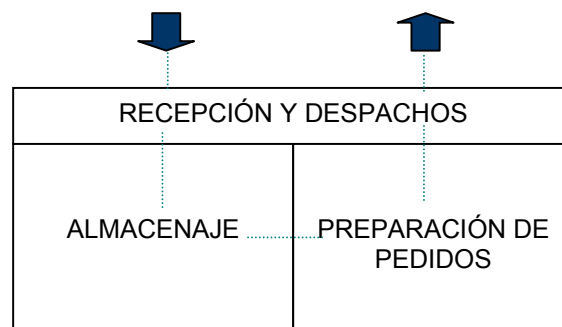 RECEPCIÓN Y DESPACHOS
ALMACENAJE
PREPARACIÓN DE
PEDIDOS